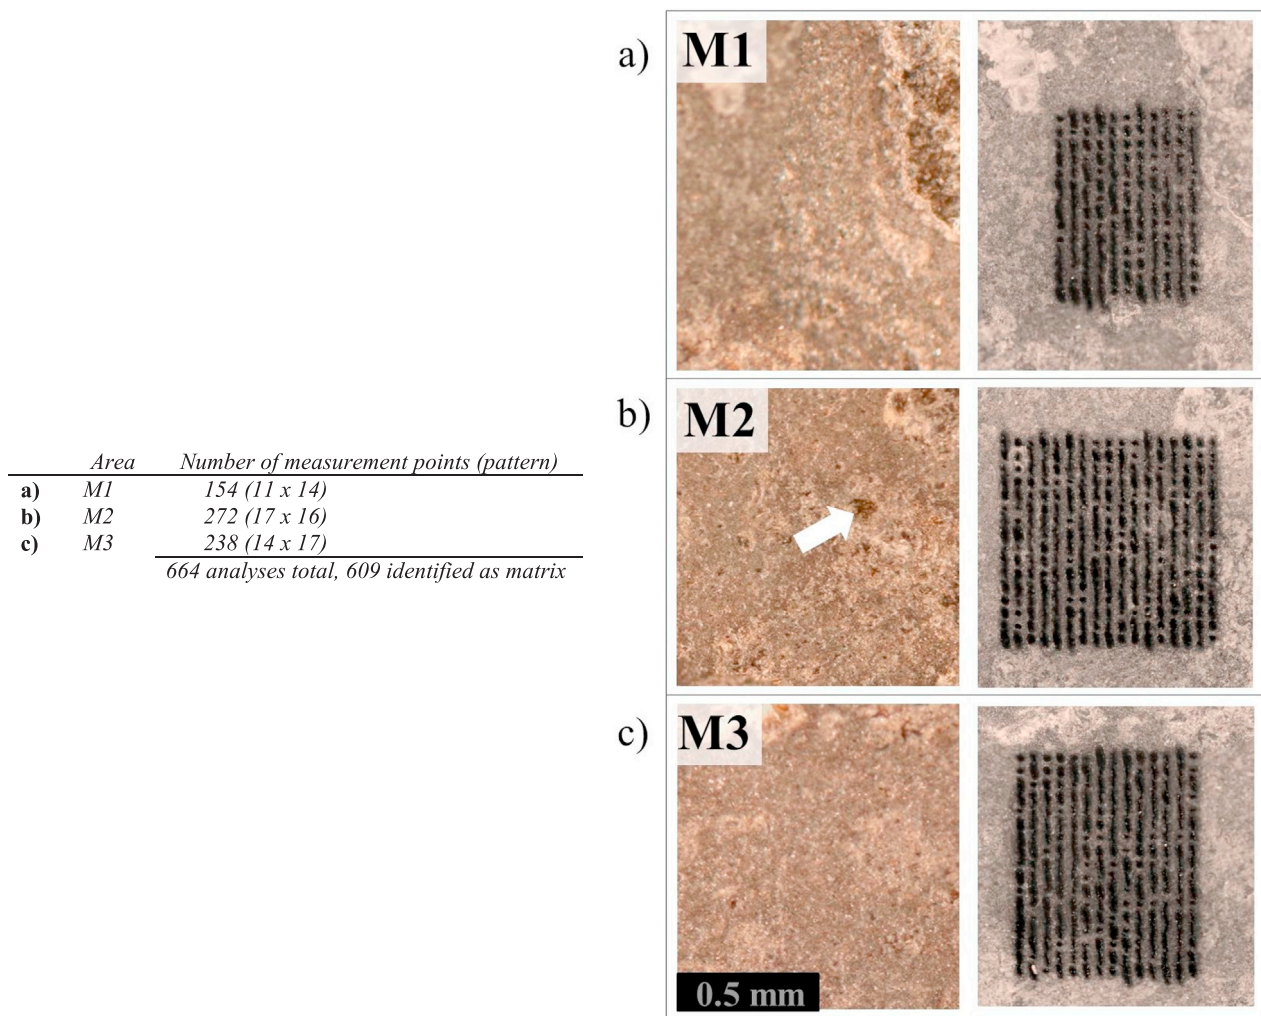 Area Number of measurement points (pattern)
a) M1 154 (11 x 14)
b) M2 272 (17 x 16)
c) M3 238 (14 x 17)
664 analyses total, 609 identified as matrix
a) M1
b) M2
c) M3
0.5 mm